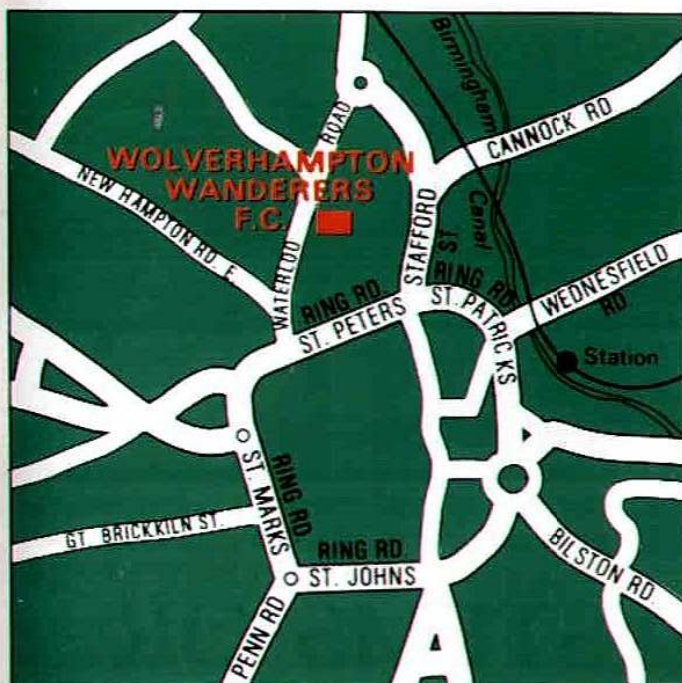 Birmingham
Canal
CANNOCK RD
WOLVERHAMPTON
WANDERERS
F.C.
NEW HAMPTON RD. E.
WATERLOO ROAD
STAFFORD ST
RING RD.
ST. PETERS
RING RD.
ST. PATRICKS
WEDNESFIELD
RD
Station
RING RD.
ST. MARKS
GT. BRICKKILN ST.
RING RD.
ST. JOHNS
BILSTON RD.
PENN RD